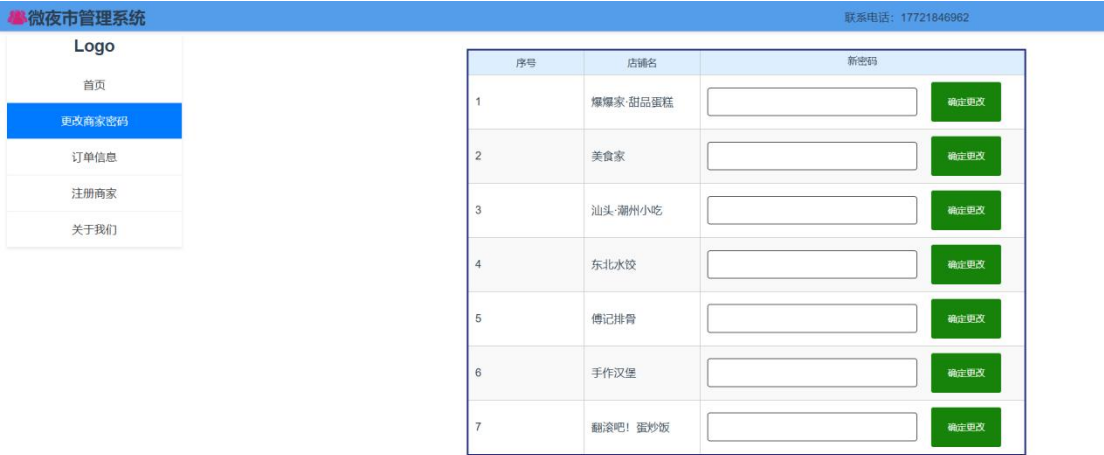 微夜市管理系统 联系电话：17721846962
Logo
首页
更改商家密码
订单信息
注册商家
关于我们
序号 店铺名 新密码
1 爆爆家·甜品蛋糕 确定更改
2 美食家 确定更改
3 汕头·潮州小吃 确定更改
4 东北水饺 确定更改
5 傅记排骨 确定更改
6 手作汉堡 确定更改
7 翻滚吧！蛋炒饭 确定更改